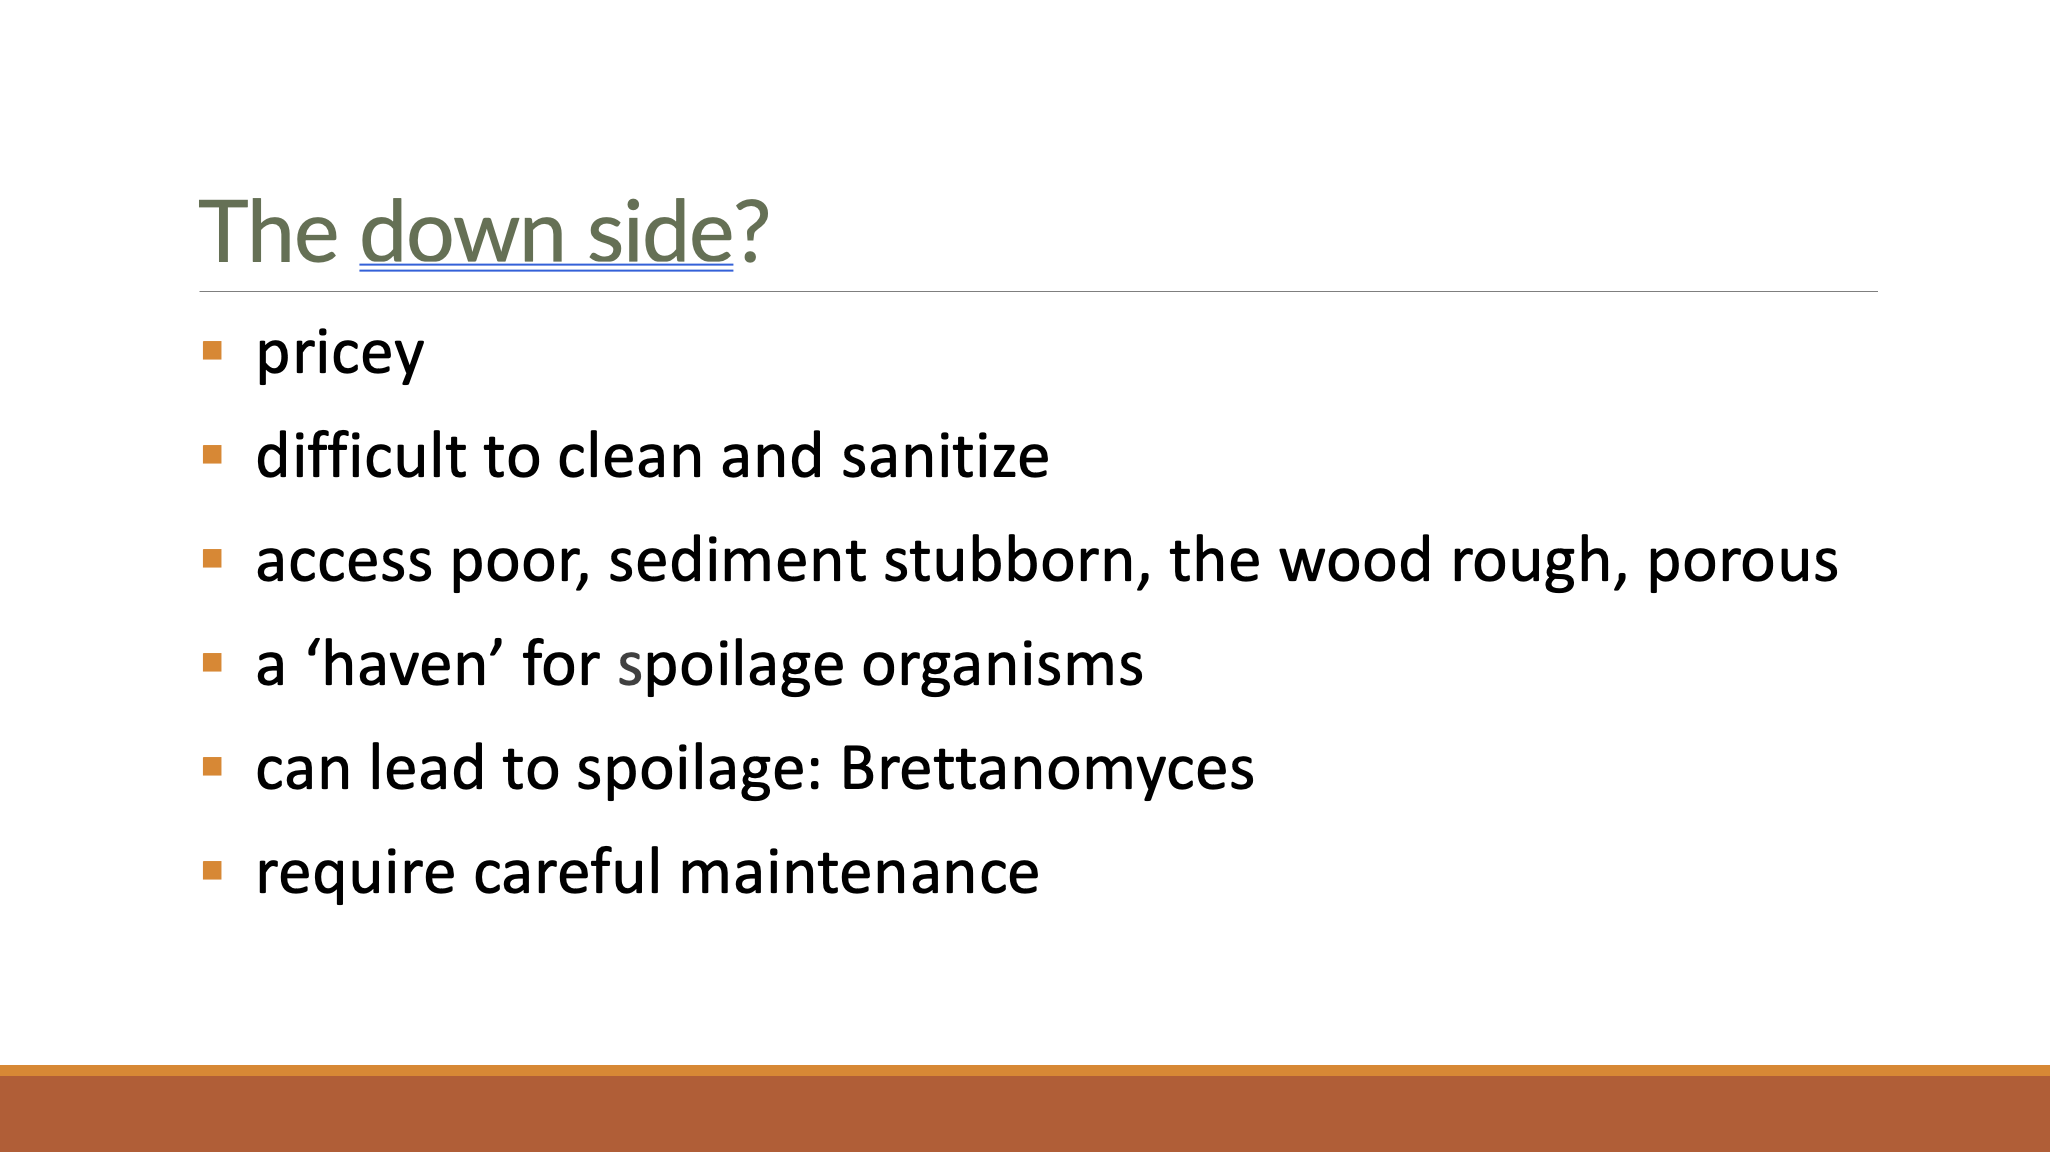 The down side?
▪ pricey
▪ difficult to clean and sanitize
▪ access poor, sediment stubborn, the wood rough, porous
▪ a ‘haven’ for spoilage organisms
▪ can lead to spoilage: Brettanomyces
▪ require careful maintenance